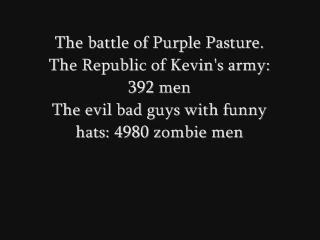 The battle of Purple Pasture.
The Republic of Kevin's army:
392 men
The evil bad guys with funny
hats: 4980 zombie men